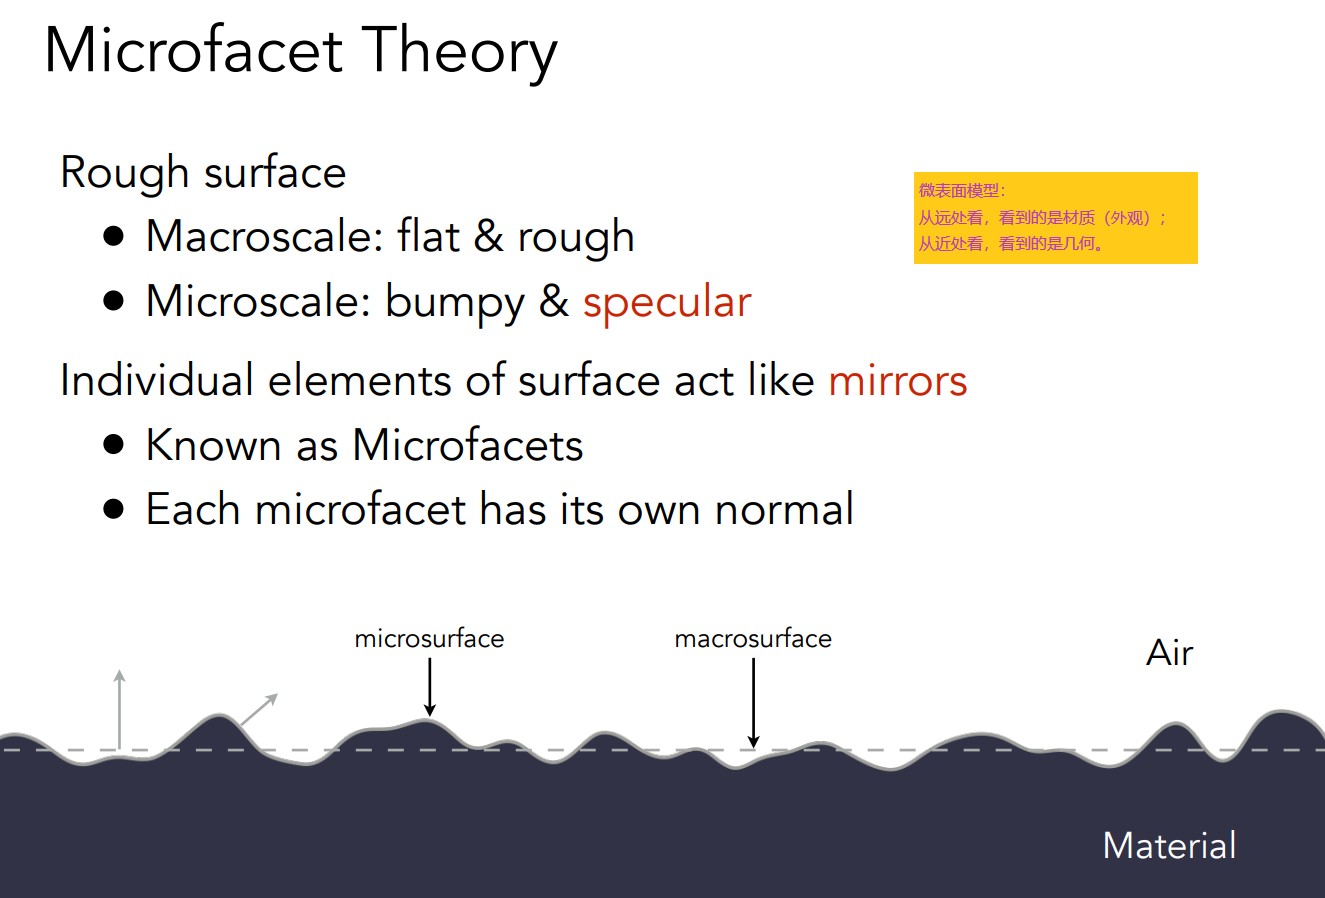 Microfacet Theory
Rough surface
● Macroscale: flat & rough
● Microscale: bumpy & specular
微表面模型：
从远处看，看到的是材质（外观）；
从近处看，看到的是几何。
Individual elements of surface act like mirrors
● Known as Microfacets
● Each microfacet has its own normal
microsurface
macrosurface
Air
Material